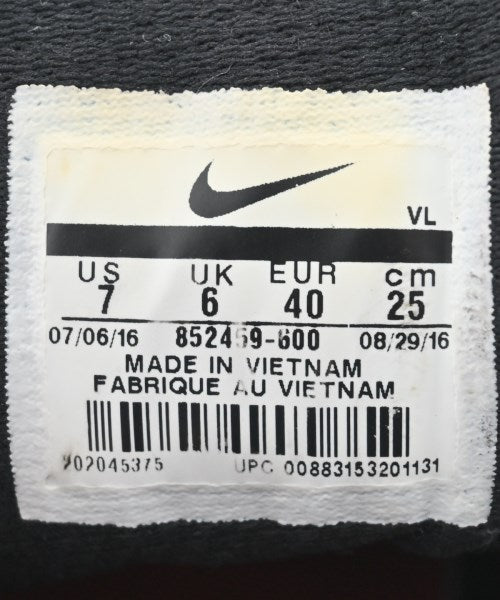 VL
US UK EUR cm
7 6 40 25
07/06/16 852459-600 08/29/16
MADE IN VIETNAM
FABRIQUE AU VIETNAM
202045375 UPC 00883153201131